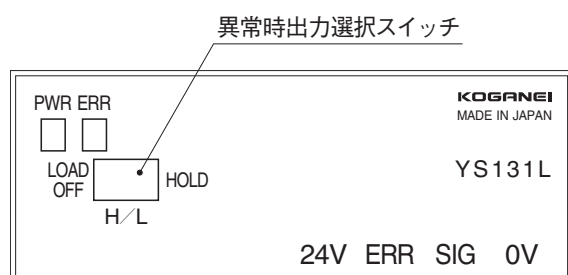 異常時出力選択スイッチ
PWR ERR
KOGANEI
MADE IN JAPAN
LOAD
OFF
HOLD
YS131L
H/L
24V ERR SIG 0V